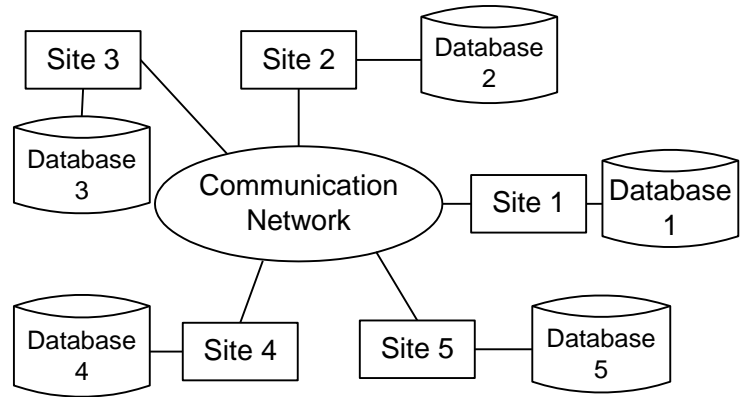 Site 3
Site 2
Database
2
Database
3
Communication
Network
Site 1
Database
1
Database
4
Site 4
Site 5
Database
5